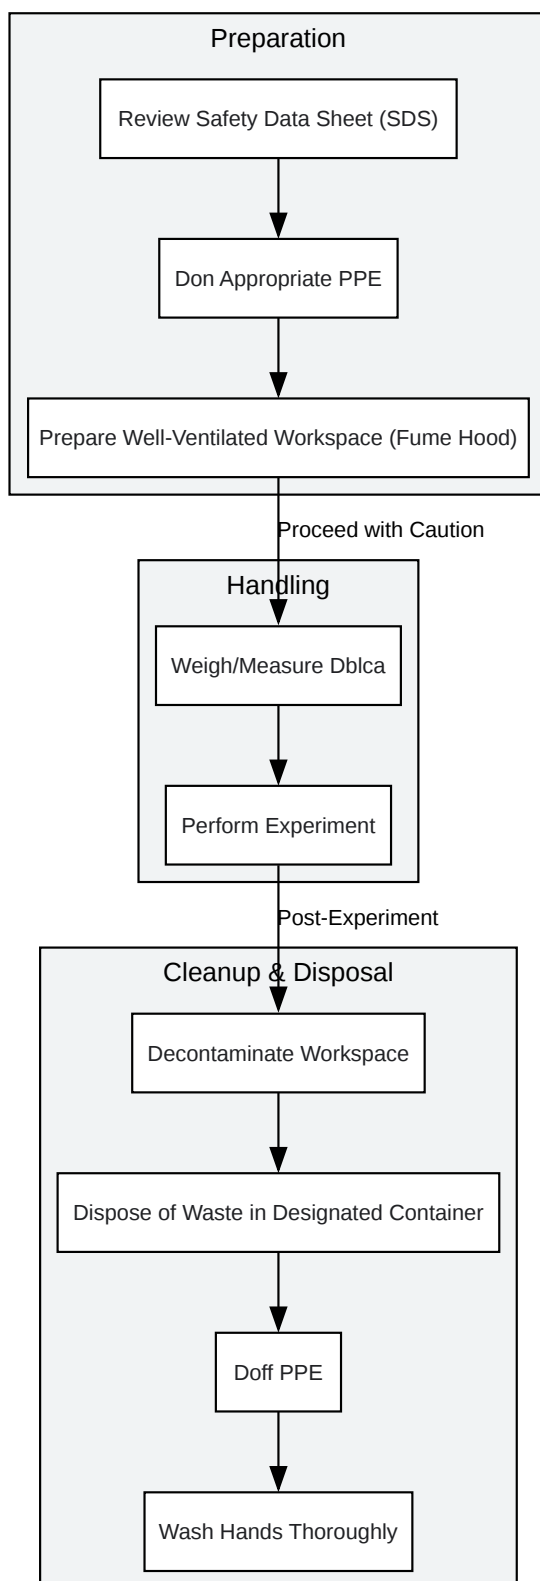 Preparation
Review Safety Data Sheet (SDS)
Don Appropriate PPE
Prepare Well-Ventilated Workspace (Fume Hood)
Proceed with Caution
Handling
Weigh/Measure Dblca
Perform Experiment
Post-Experiment
Cleanup & Disposal
Decontaminate Workspace
Dispose of Waste in Designated Container
Doff PPE
Wash Hands Thoroughly